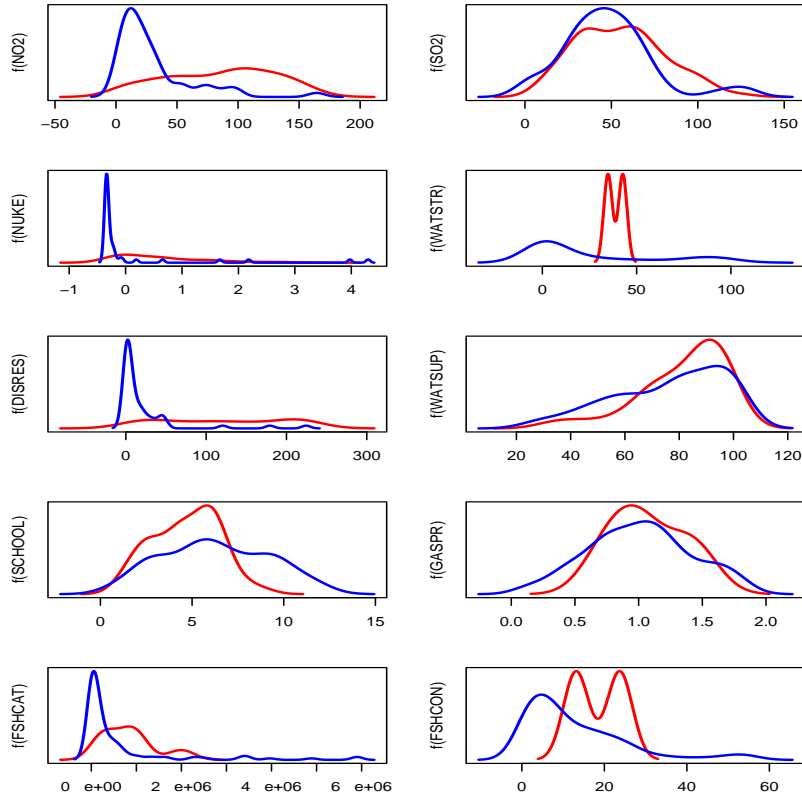 f(NO2)
−50 0 50 100 150 200
f(SO2)
0 50 100 150
f(NUKE)
−1 0 1 2 3 4
f(WATSTR)
0 50 100
f(DISRES)
0 100 200 300
f(WATSUP)
20 40 60 80 100 120
f(SCHOOL)
0 5 10 15
f(GASPR)
0.0 0.5 1.0 1.5 2.0
f(FSHCAT)
0 e+00 2 e+06 4 e+06 6 e+06
f(FSHCON)
0 20 40 60